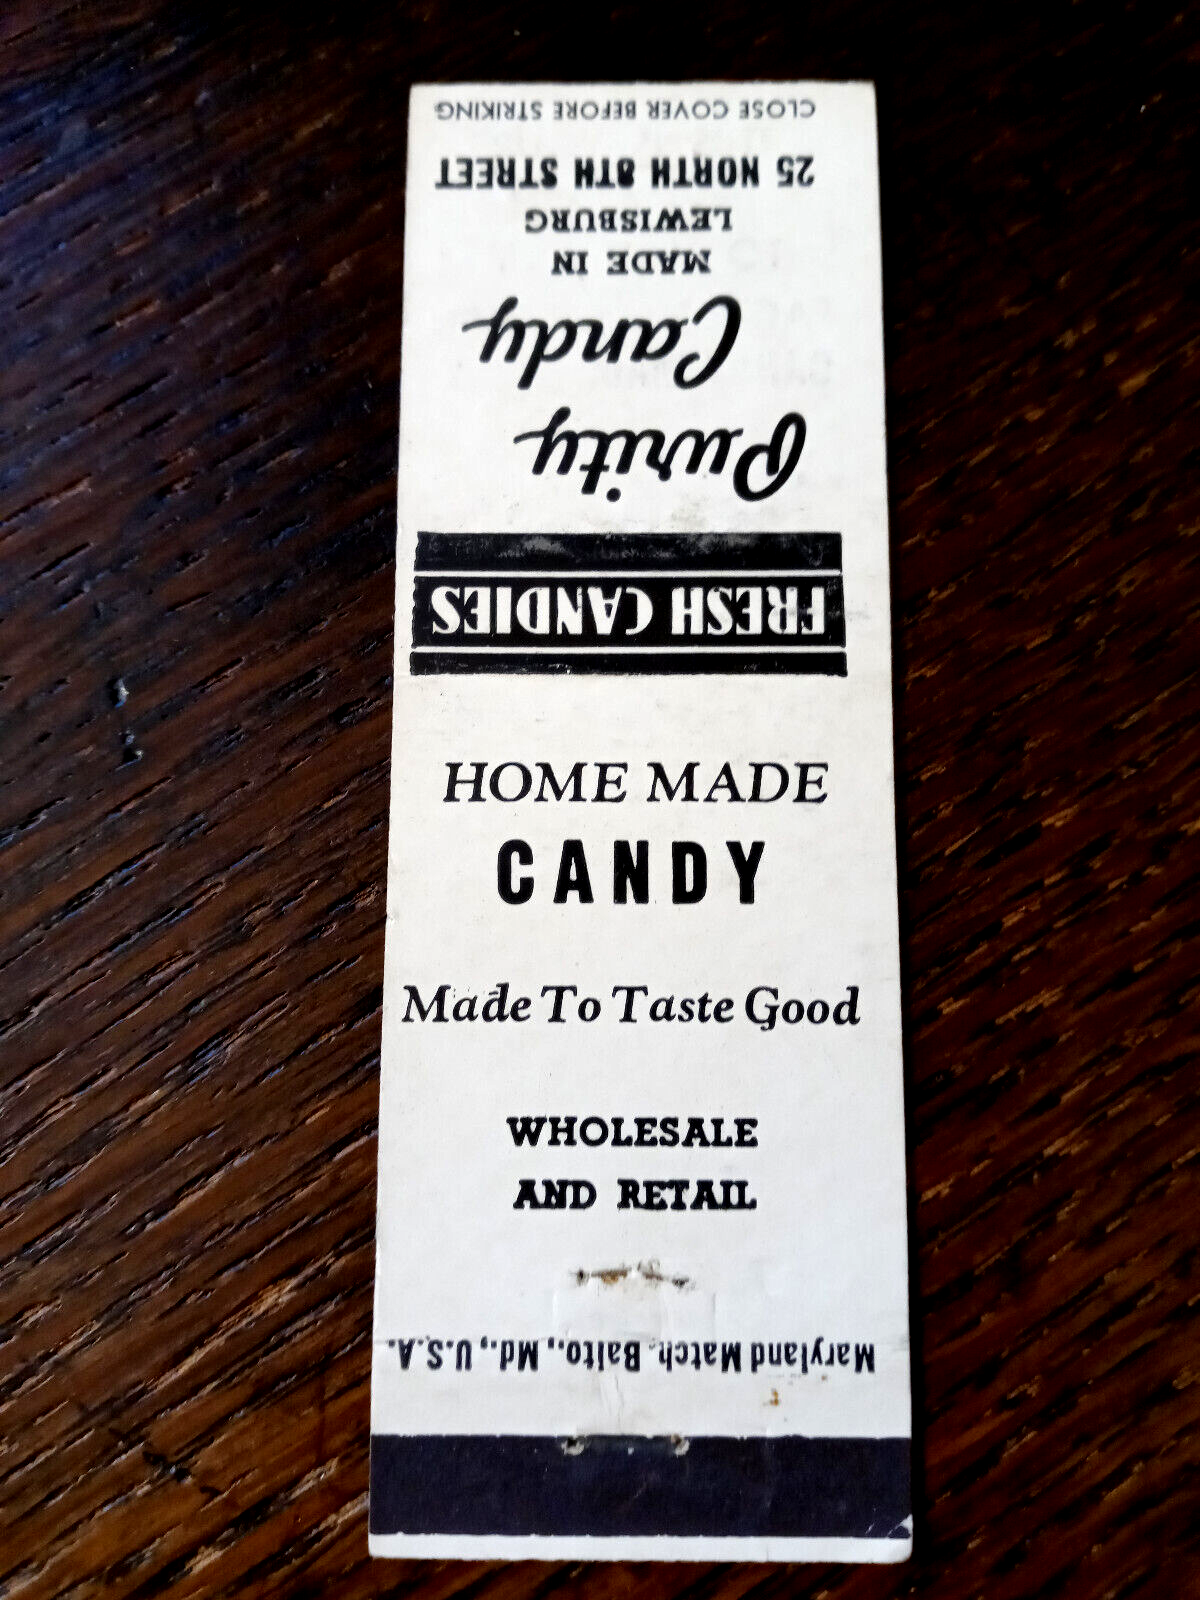 CLOSE COVER BEFORE STRIKING
25 NORTH 8TH STREET
LEWISBURG
MADE IN
Candy
Purity
FRESH CANDIES
HOME MADE
CANDY
Made To Taste Good
WHOLESALE
AND RETAIL
Maryland Match, Balto., Md., U.S.A.